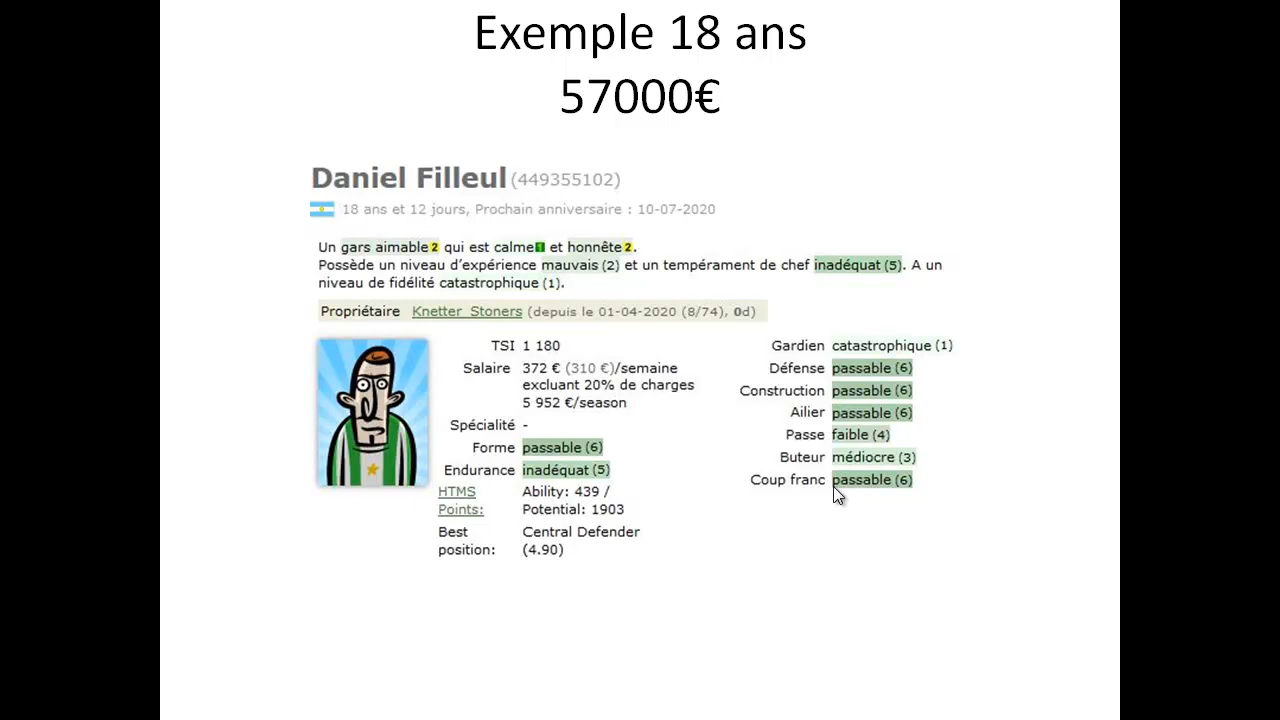 Exemple 18 ans
57000€
Daniel Filleul (449355102)
18 ans et 12 jours, Prochain anniversaire : 10-07-2020
Un gars aimable 2 qui est calme 1 et honnête 2.
Possède un niveau d'expérience mauvais (2) et un tempérament de chef inadéquat (5). A un
niveau de fidélité catastrophique (1).
Propriétaire Knetter_Stoners (depuis le 01-04-2020 (8/74), 0d)
TSI 1 180
Salaire 372 € (310 €)/semaine
excluant 20% de charges
5 952 €/season
Spécialité -
Forme passable (6)
Endurance inadéquat (5)
HTMS Ability: 439 /
Points: Potential: 1903
Best Central Defender
position: (4.90)
Gardien catastrophique (1)
Défense passable (6)
Construction passable (6)
Ailier passable (6)
Passe faible (4)
Buteur médiocre (3)
Coup franc passable (6)